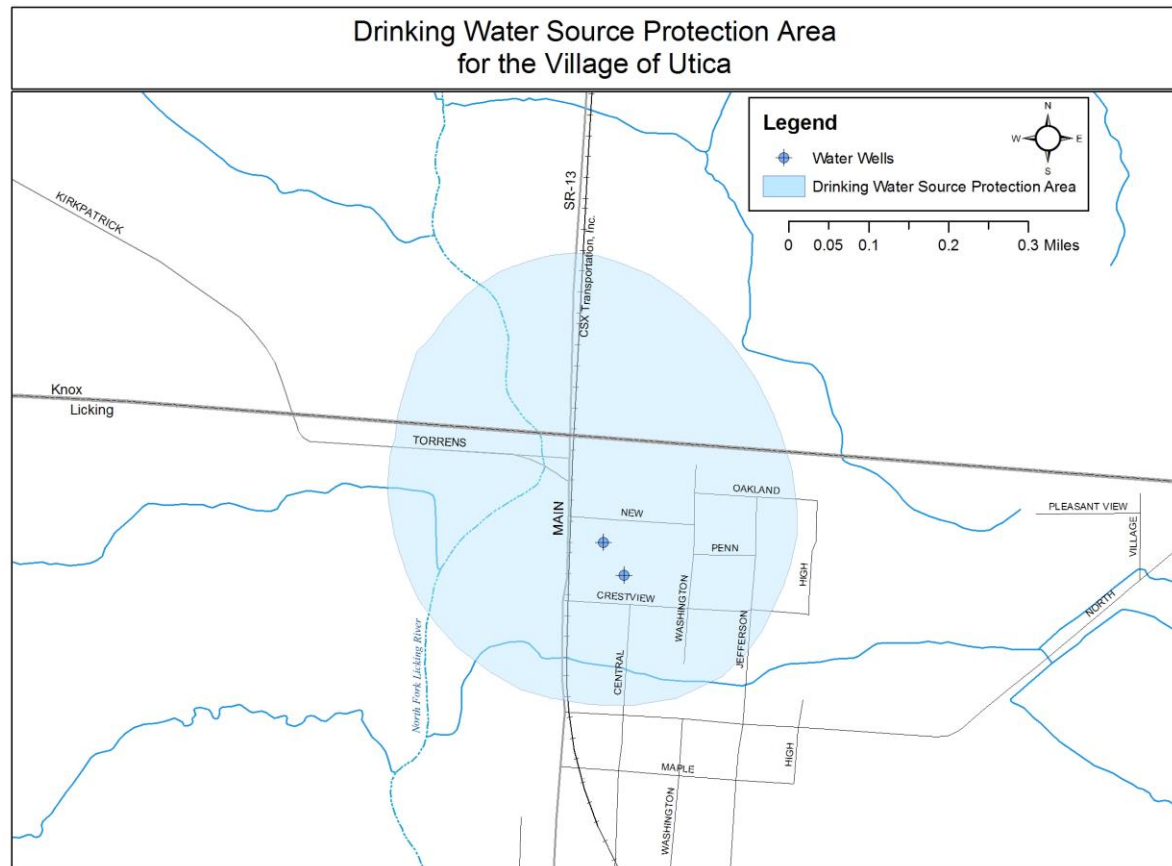 Drinking Water Source Protection Area
for the Village of Utica
Legend
N
W
E
S
Water Wells
Drinking Water Source Protection Area
0
0.05
0.1
0.2
0.3 Miles
KIRKPATRICK
SR-13
CSX Transportation, Inc.
Knox
Licking
TORRENS
MAIN
NEW
OAKLAND
PENN
HIGH
PLEASANT VIEW
VILLAGE
NORTH
CRESTVIEW
WASHINGTON
JEFFERSON
CENTRAL
North Fork Licking River
MAPLE
HIGH
WASHINGTON